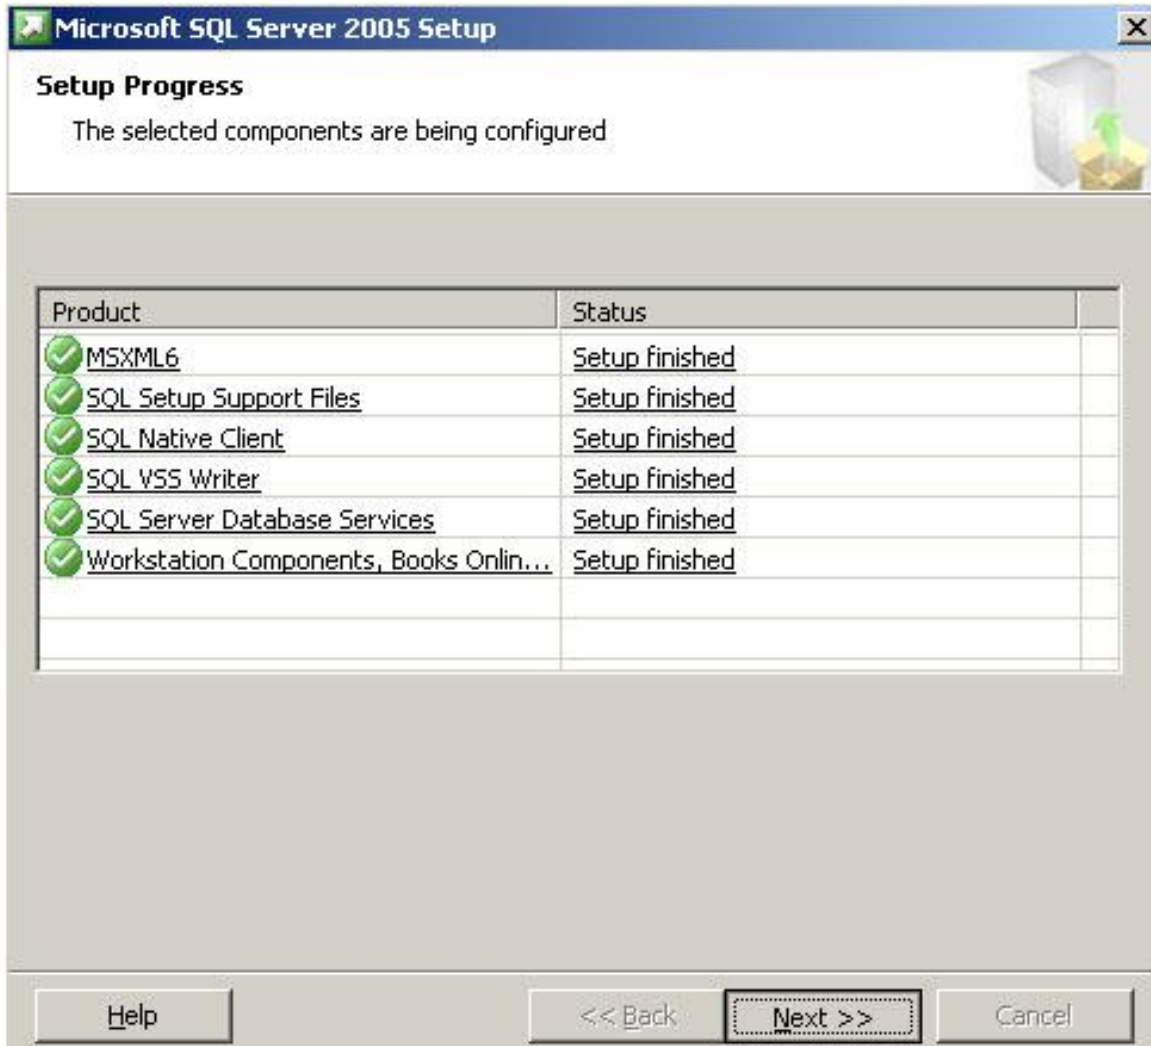 Microsoft SQL Server 2005 Setup
Setup Progress
The selected components are being configured
Product Status
MSXML6 Setup finished
SQL Setup Support Files Setup finished
SQL Native Client Setup finished
SQL VSS Writer Setup finished
SQL Server Database Services Setup finished
Workstation Components, Books Onlin... Setup finished
Help << Back Next >> Cancel